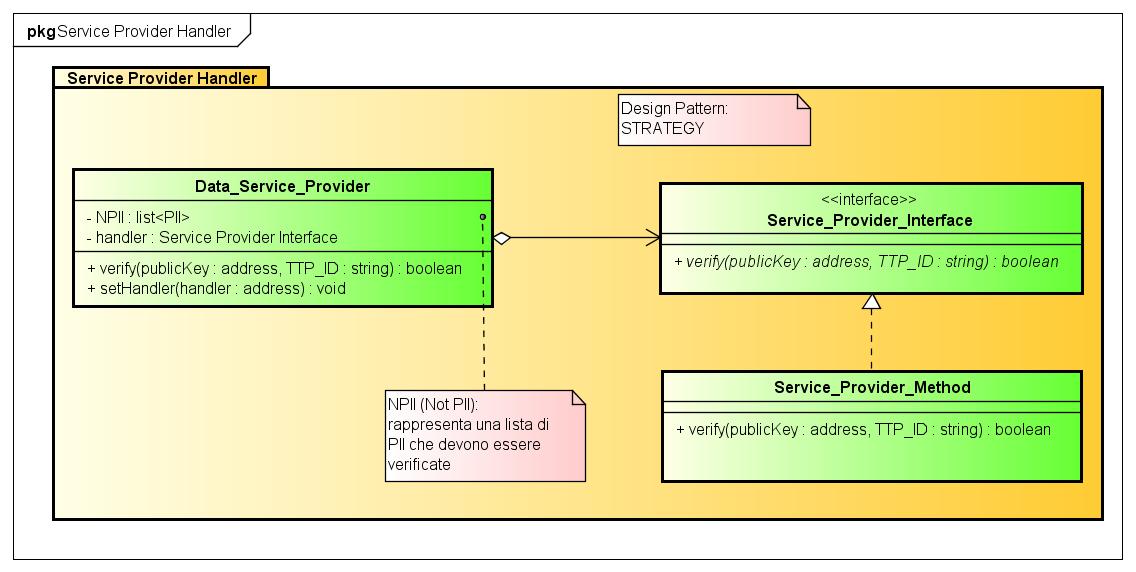 pkg Service Provider Handler
Service Provider Handler
Design Pattern:
STRATEGY
Data_Service_Provider
- NPII : list<PII>
- handler : Service Provider Interface
+ verify(publicKey : address, TTP_ID : string) : boolean
+ setHandler(handler : address) : void
<<interface>>
Service_Provider_Interface
+ verify(publicKey : address, TTP_ID : string) : boolean
NPII (Not PII):
rappresenta una lista di
PII che devono essere
verificate
Service_Provider_Method
+ verify(publicKey : address, TTP_ID : string) : boolean